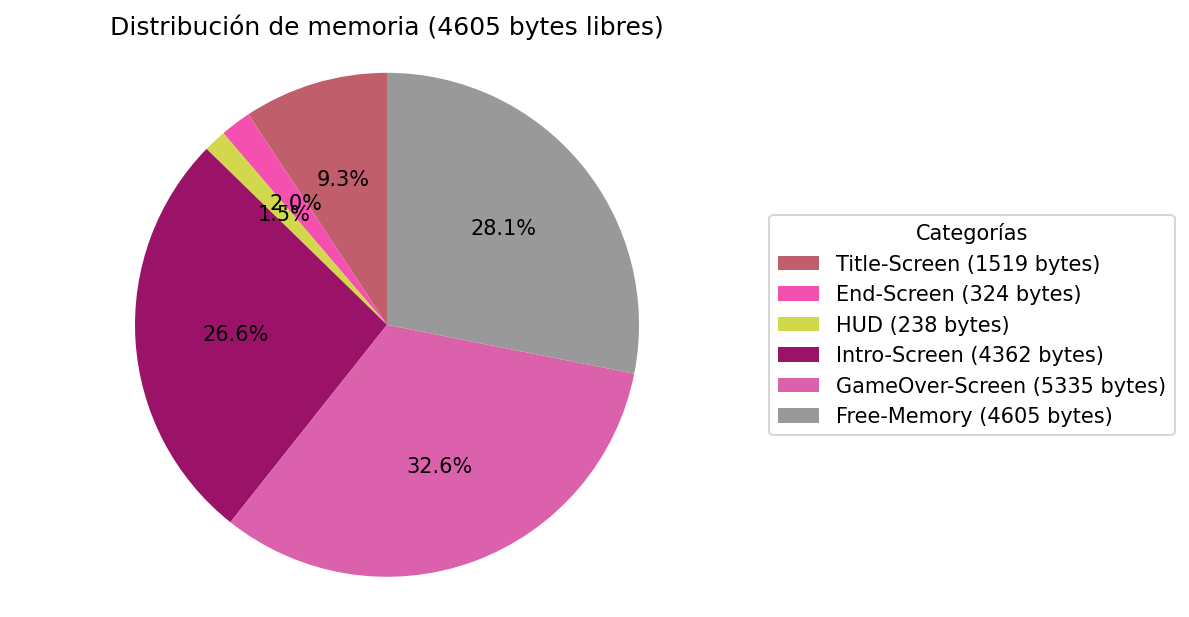 Distribución de memoria (4605 bytes libres)
9.3%
2.0%
1.5%
26.6%
32.6%
28.1%
Categorías
Title-Screen (1519 bytes)
End-Screen (324 bytes)
HUD (238 bytes)
Intro-Screen (4362 bytes)
GameOver-Screen (5335 bytes)
Free-Memory (4605 bytes)